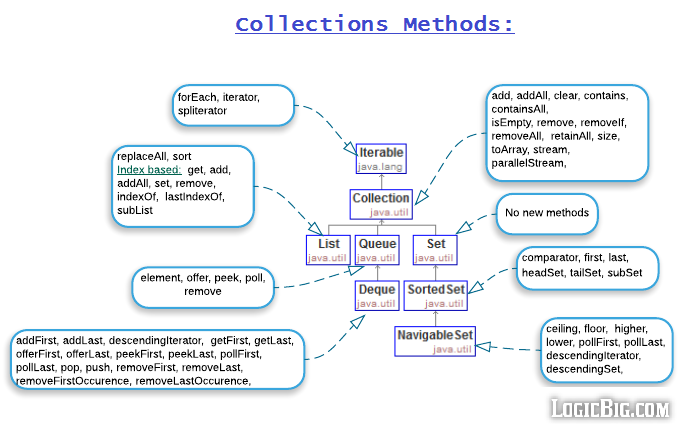 Collections Methods:
forEach, iterator,
spliterator
add, addAll, clear, contains,
containsAll,
isEmpty, remove, removeIf,
removeAll, retainAll, size,
toArray, stream,
parallelStream,
Iterable
java.lang
replaceAll, sort
Index based: get, add,
addAll, set, remove,
indexOf, lastIndexOf,
subList
Collection
java.util
No new methods
List
java.util
Queue
java.util
Set
java.util
comparator, first, last,
headSet, tailSet, subSet
element, offer, peek, poll,
remove
Deque
java.util
SortedSet
java.util
addFirst, addLast, descendingIterator, getFirst, getLast,
offerFirst, offerLast, peekFirst, peekLast, pollFirst,
pollLast, pop, push, removeFirst, removeLast,
removeFirstOccurence, removeLastOccurence,
NavigableSet
java.util
ceiling, floor, higher,
lower, pollFirst, pollLast,
descendingIterator,
descendingSet,
LogicBig.com